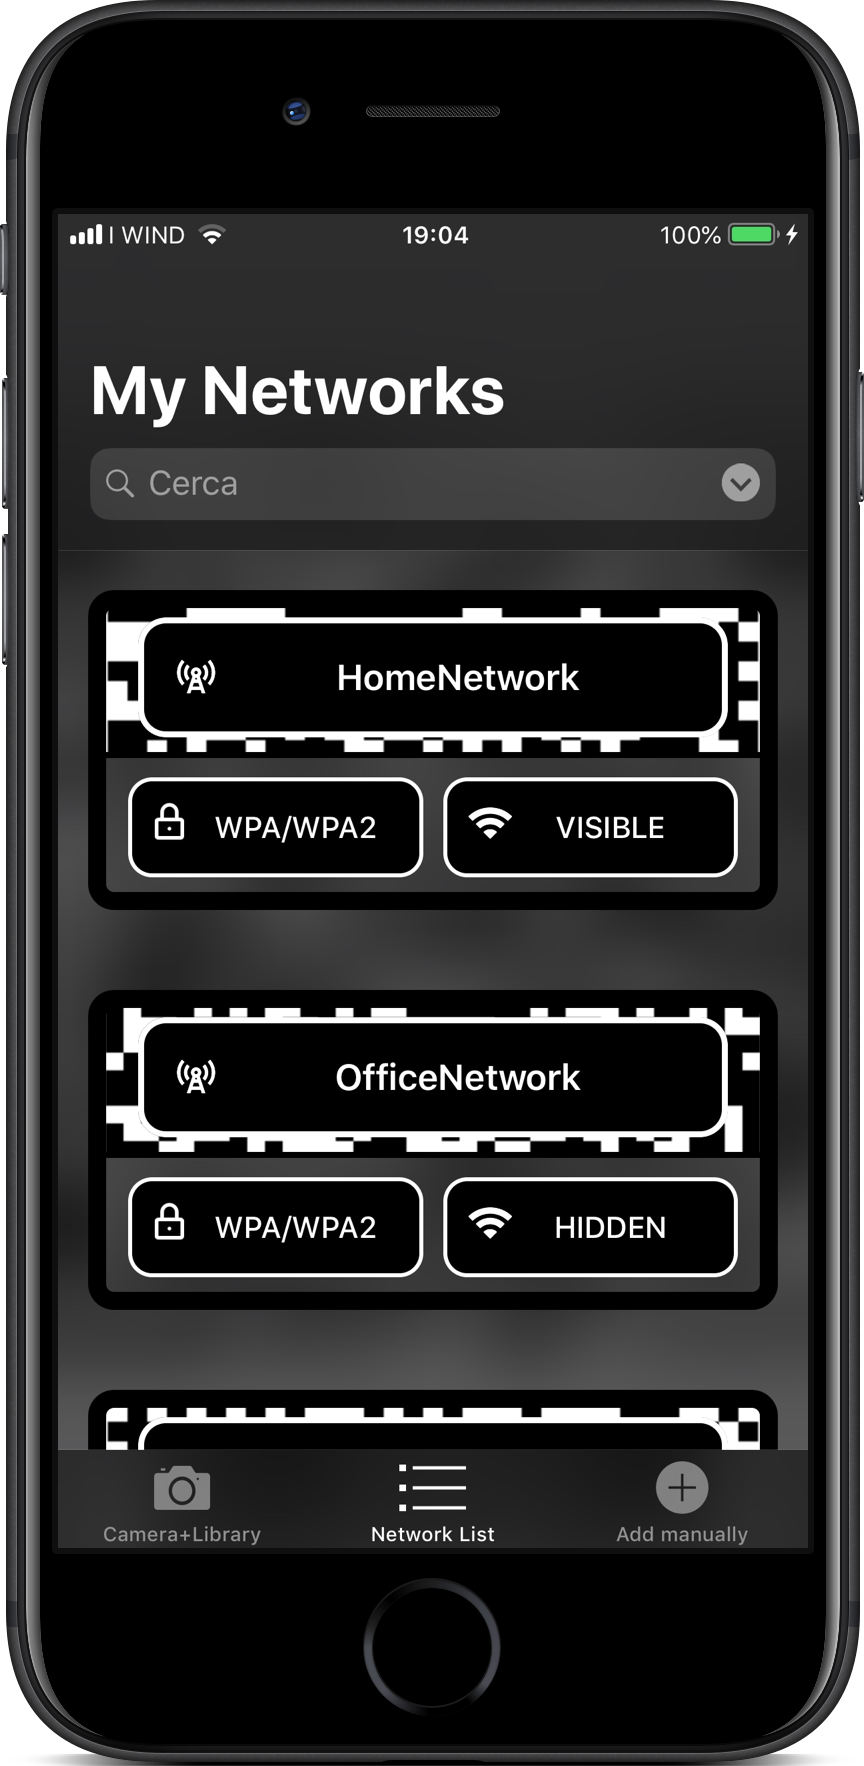 I WIND 19:04 100%
My Networks
Cerca
HomeNetwork
WPA/WPA2 VISIBLE
OfficeNetwork
WPA/WPA2 HIDDEN
Camera+Library Network List Add manually